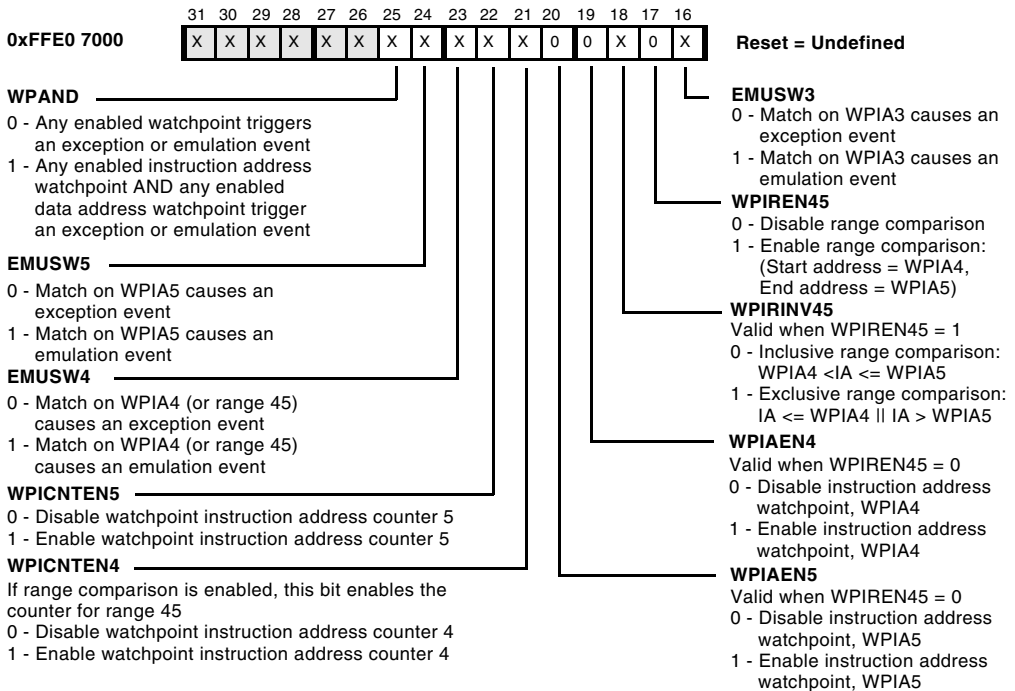 31 30 29 28 27 26 25 24 23 22 21 20 19 18 17 16
0xFFE0 7000
X X X X X X X X X X X 0 0 X 0 X
Reset = Undefined
WPAND
0 - Any enabled watchpoint triggers
an exception or emulation event
1 - Any enabled instruction address
watchpoint AND any enabled
data address watchpoint trigger
an exception or emulation event
EMUSW5
0 - Match on WPIA5 causes an
exception event
1 - Match on WPIA5 causes an
emulation event
EMUSW4
0 - Match on WPIA4 (or range 45)
causes an exception event
1 - Match on WPIA4 (or range 45)
causes an emulation event
WPICNTEN5
0 - Disable watchpoint instruction address counter 5
1 - Enable watchpoint instruction address counter 5
WPICNTEN4
If range comparison is enabled, this bit enables the
counter for range 45
0 - Disable watchpoint instruction address counter 4
1 - Enable watchpoint instruction address counter 4
EMUSW3
0 - Match on WPIA3 causes an
exception event
1 - Match on WPIA3 causes an
emulation event
WPIREN45
0 - Disable range comparison
1 - Enable range comparison:
(Start address = WPIA4,
End address = WPIA5)
WPIRINV45
Valid when WPIREN45 = 1
0 - Inclusive range comparison:
WPIA4 <IA <= WPIA5
1 - Exclusive range comparison:
IA <= WPIA4 || IA > WPIA5
WPIAEN4
Valid when WPIREN45 = 0
0 - Disable instruction address
watchpoint, WPIA4
1 - Enable instruction address
watchpoint, WPIA4
WPIAEN5
Valid when WPIREN45 = 0
0 - Disable instruction address
watchpoint, WPIA5
1 - Enable instruction address
watchpoint, WPIA5